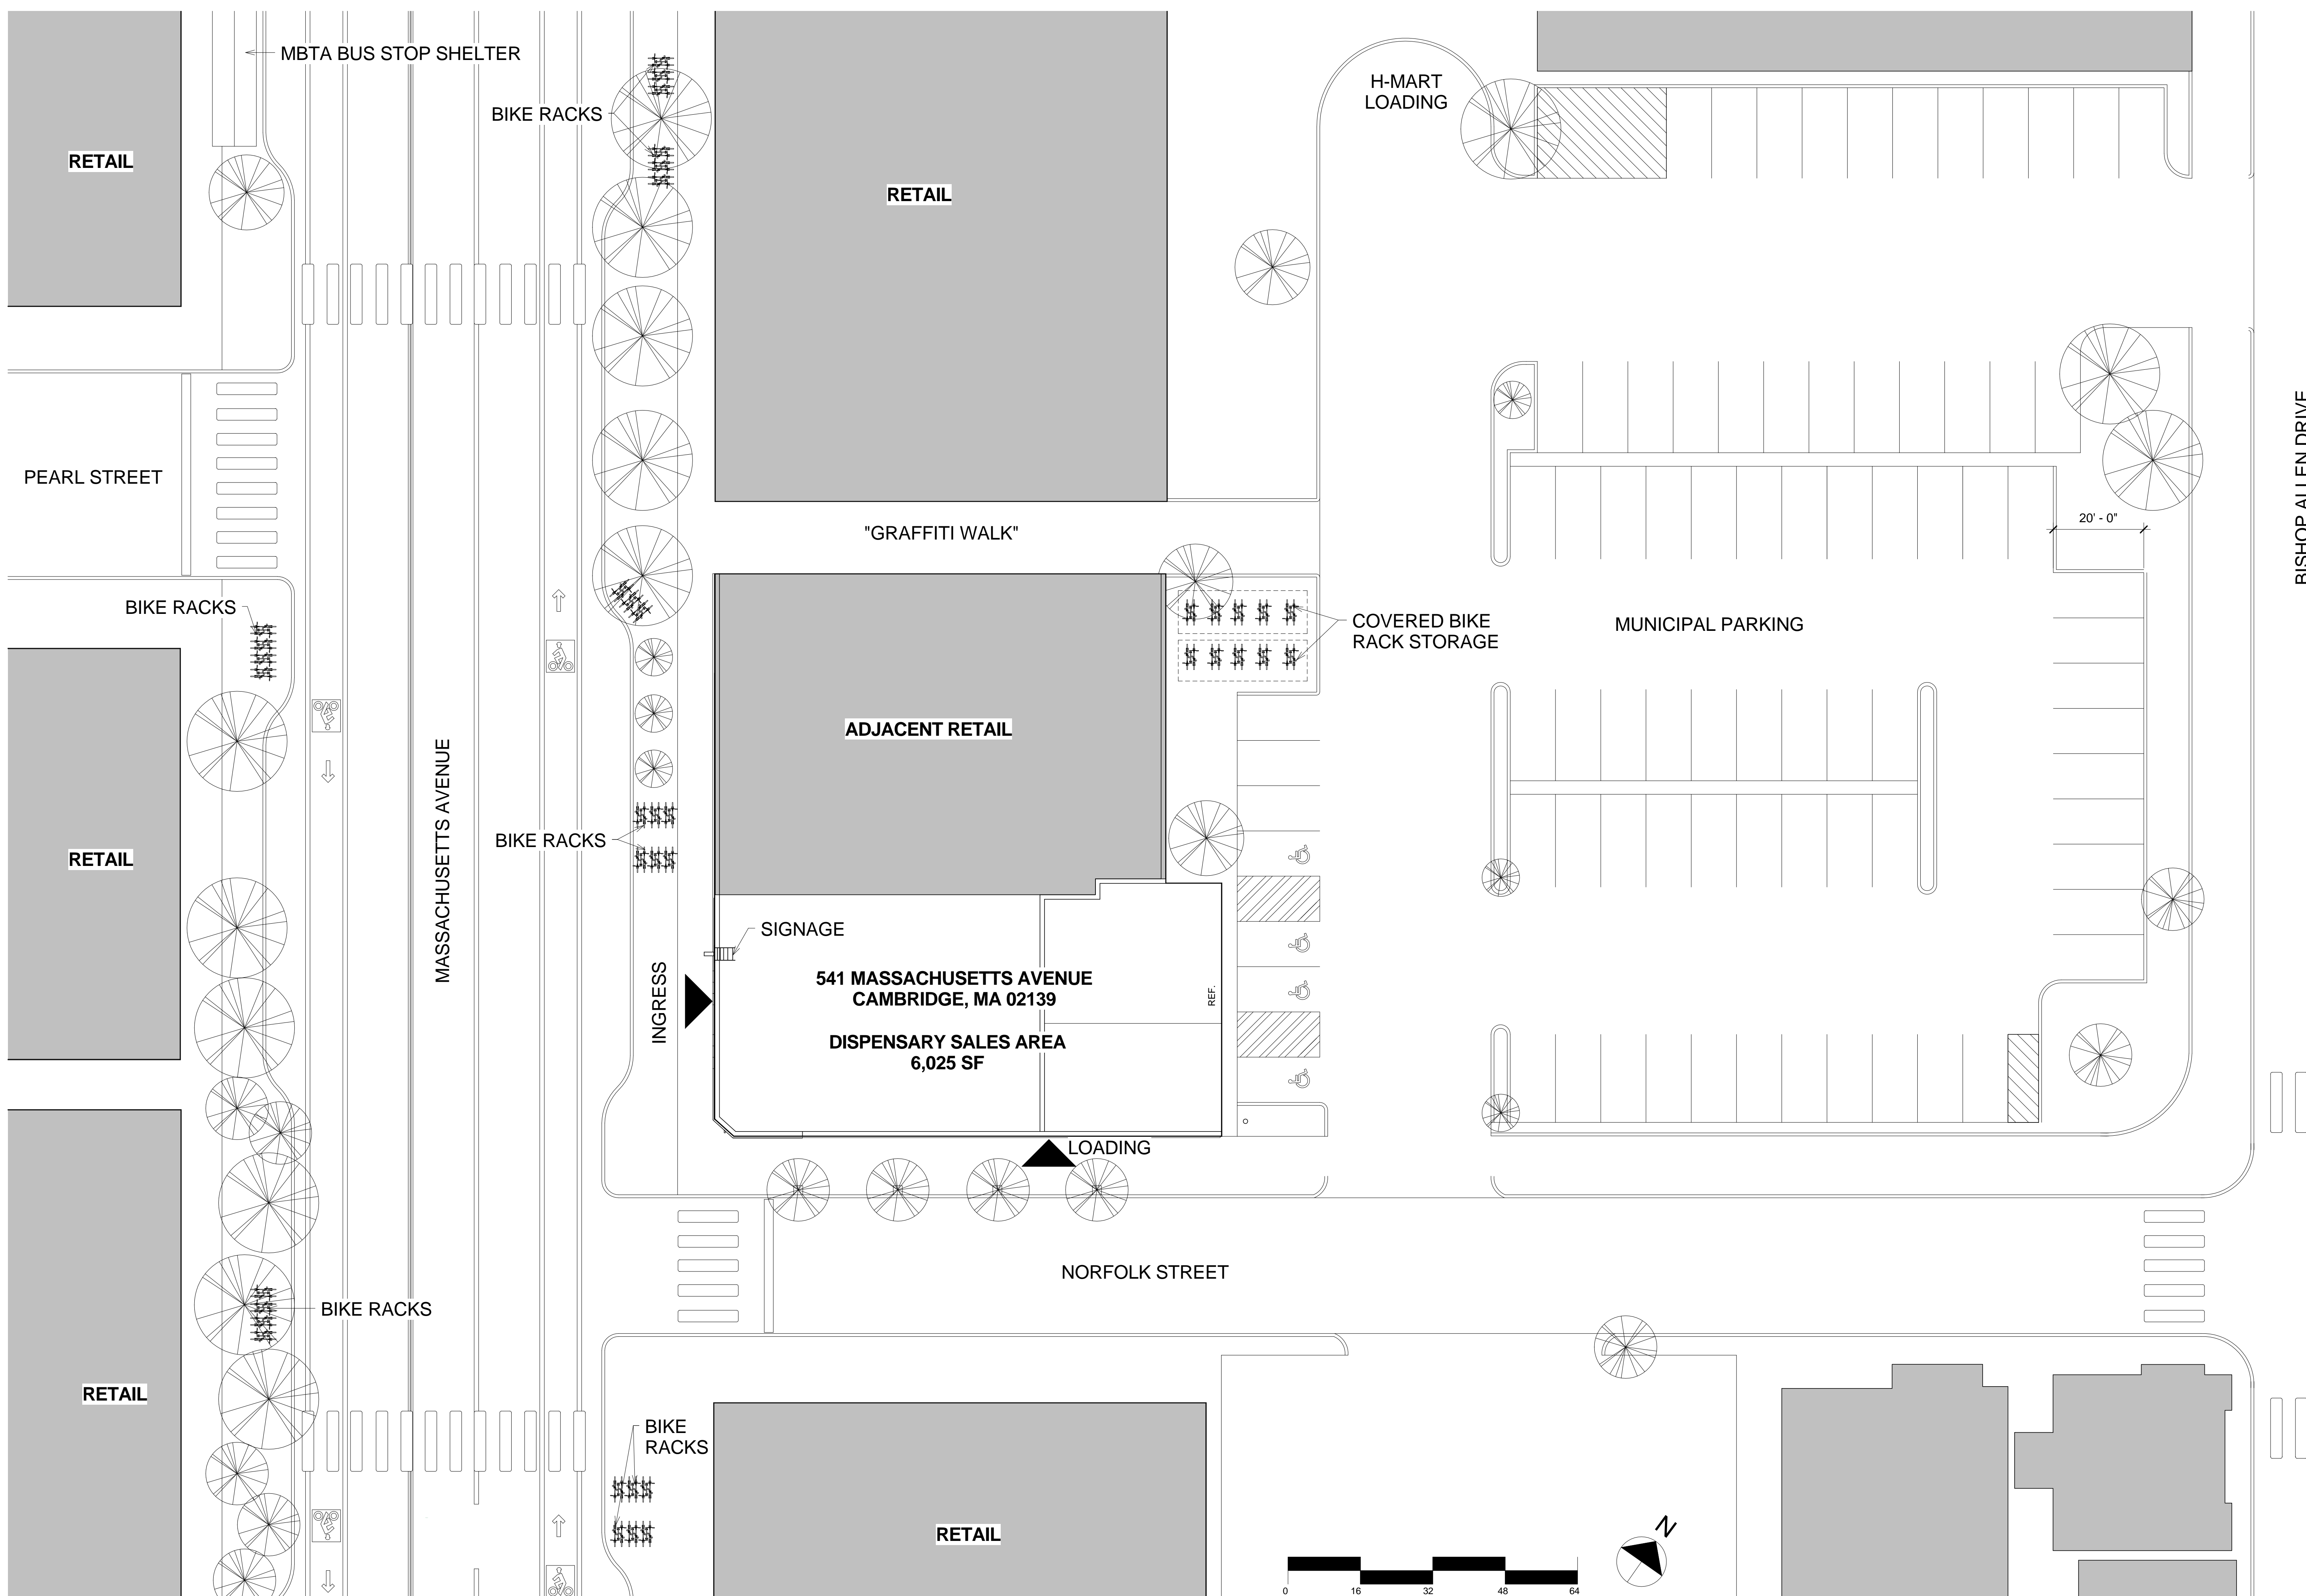 MBTA BUS STOP SHELTER
H-MART
LOADING
BIKE RACKS
RETAIL
RETAIL
PEARL STREET
"GRAFFITI WALK"
20' - 0"
BISHOP ALLEN DRIVE
BIKE RACKS
COVERED BIKE
RACK STORAGE
MUNICIPAL PARKING
ADJACENT RETAIL
MASSACHUSETTS AVENUE
BIKE RACKS
RETAIL
SIGNAGE
INGRESS
541 MASSACHUSETTS AVENUE
CAMBRIDGE, MA 02139
REF.
DISPENSARY SALES AREA
6,025 SF
LOADING
NORFOLK STREET
BIKE RACKS
RETAIL
BIKE
RACKS
RETAIL
N
0 16 32 48 64